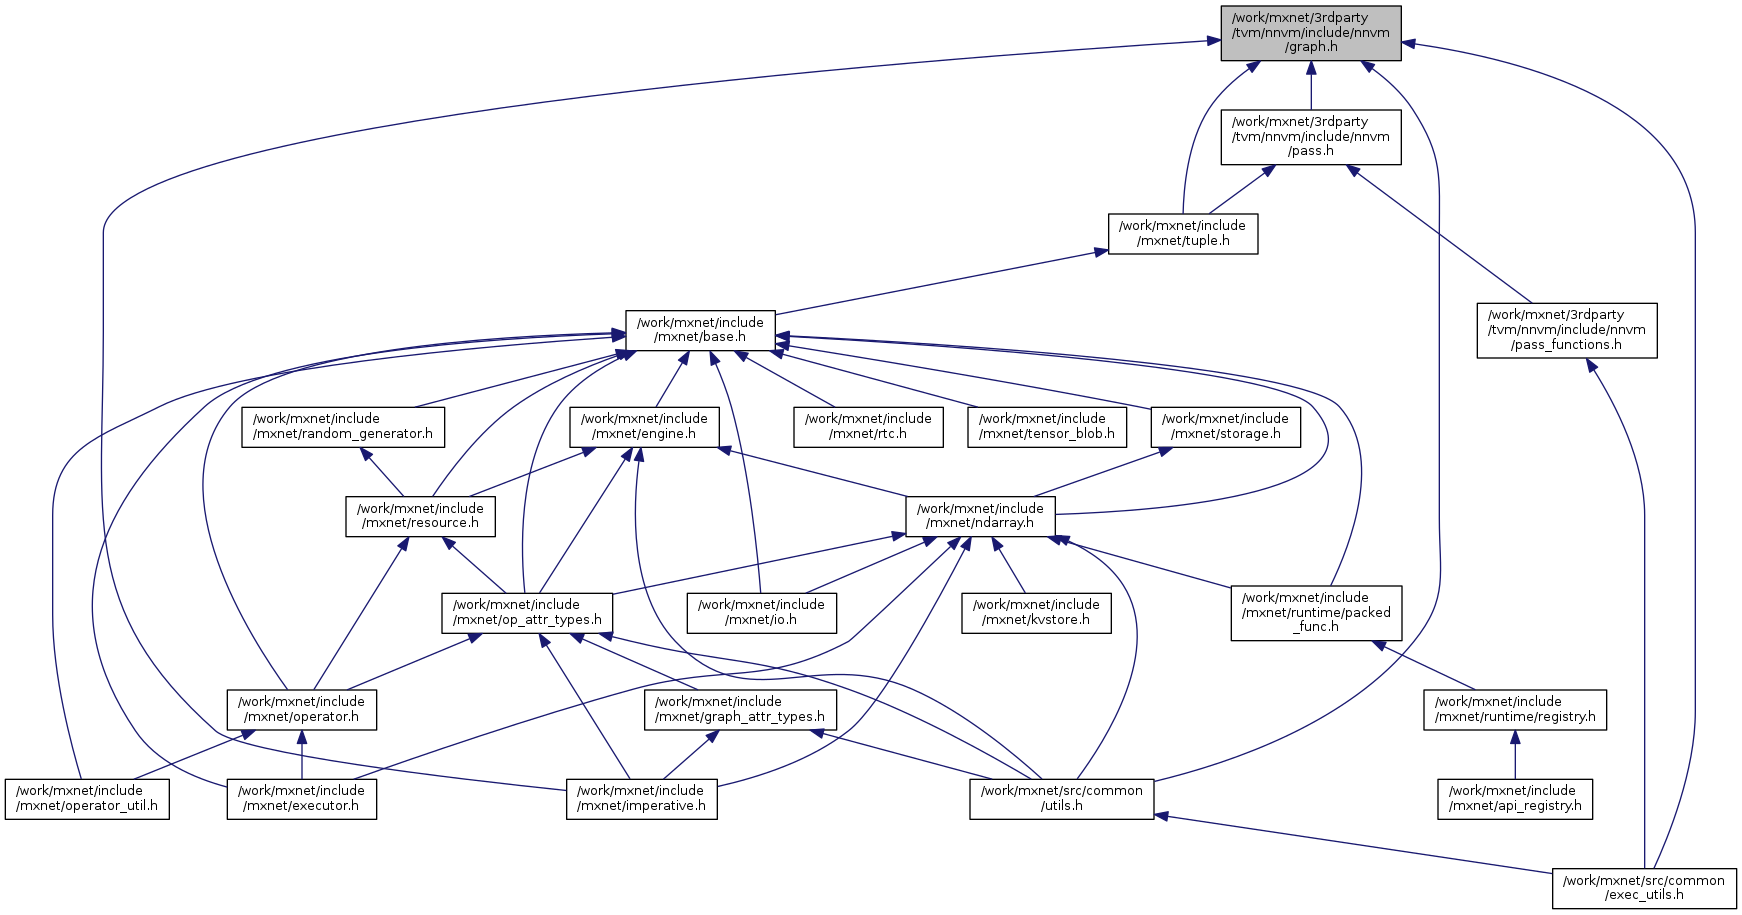 /work/mxnet/3rdparty
/tvm/nnvm/include/nnvm
/graph.h
/work/mxnet/3rdparty
/tvm/nnvm/include/nnvm
/pass.h
/work/mxnet/include
/mxnet/tuple.h
/work/mxnet/3rdparty
/tvm/nnvm/include/nnvm
/pass_functions.h
/work/mxnet/include
/mxnet/base.h
/work/mxnet/include
/mxnet/random_generator.h
/work/mxnet/include
/mxnet/engine.h
/work/mxnet/include
/mxnet/rtc.h
/work/mxnet/include
/mxnet/tensor_blob.h
/work/mxnet/include
/mxnet/storage.h
/work/mxnet/include
/mxnet/resource.h
/work/mxnet/include
/mxnet/ndarray.h
/work/mxnet/include
/mxnet/op_attr_types.h
/work/mxnet/include
/mxnet/io.h
/work/mxnet/include
/mxnet/kvstore.h
/work/mxnet/include
/mxnet/runtime/packed
_func.h
/work/mxnet/include
/mxnet/operator.h
/work/mxnet/include
/mxnet/graph_attr_types.h
/work/mxnet/include
/mxnet/runtime/registry.h
/work/mxnet/include
/mxnet/operator_util.h
/work/mxnet/include
/mxnet/executor.h
/work/mxnet/include
/mxnet/imperative.h
/work/mxnet/src/common
/utils.h
/work/mxnet/include
/mxnet/api_registry.h
/work/mxnet/src/common
/exec_utils.h